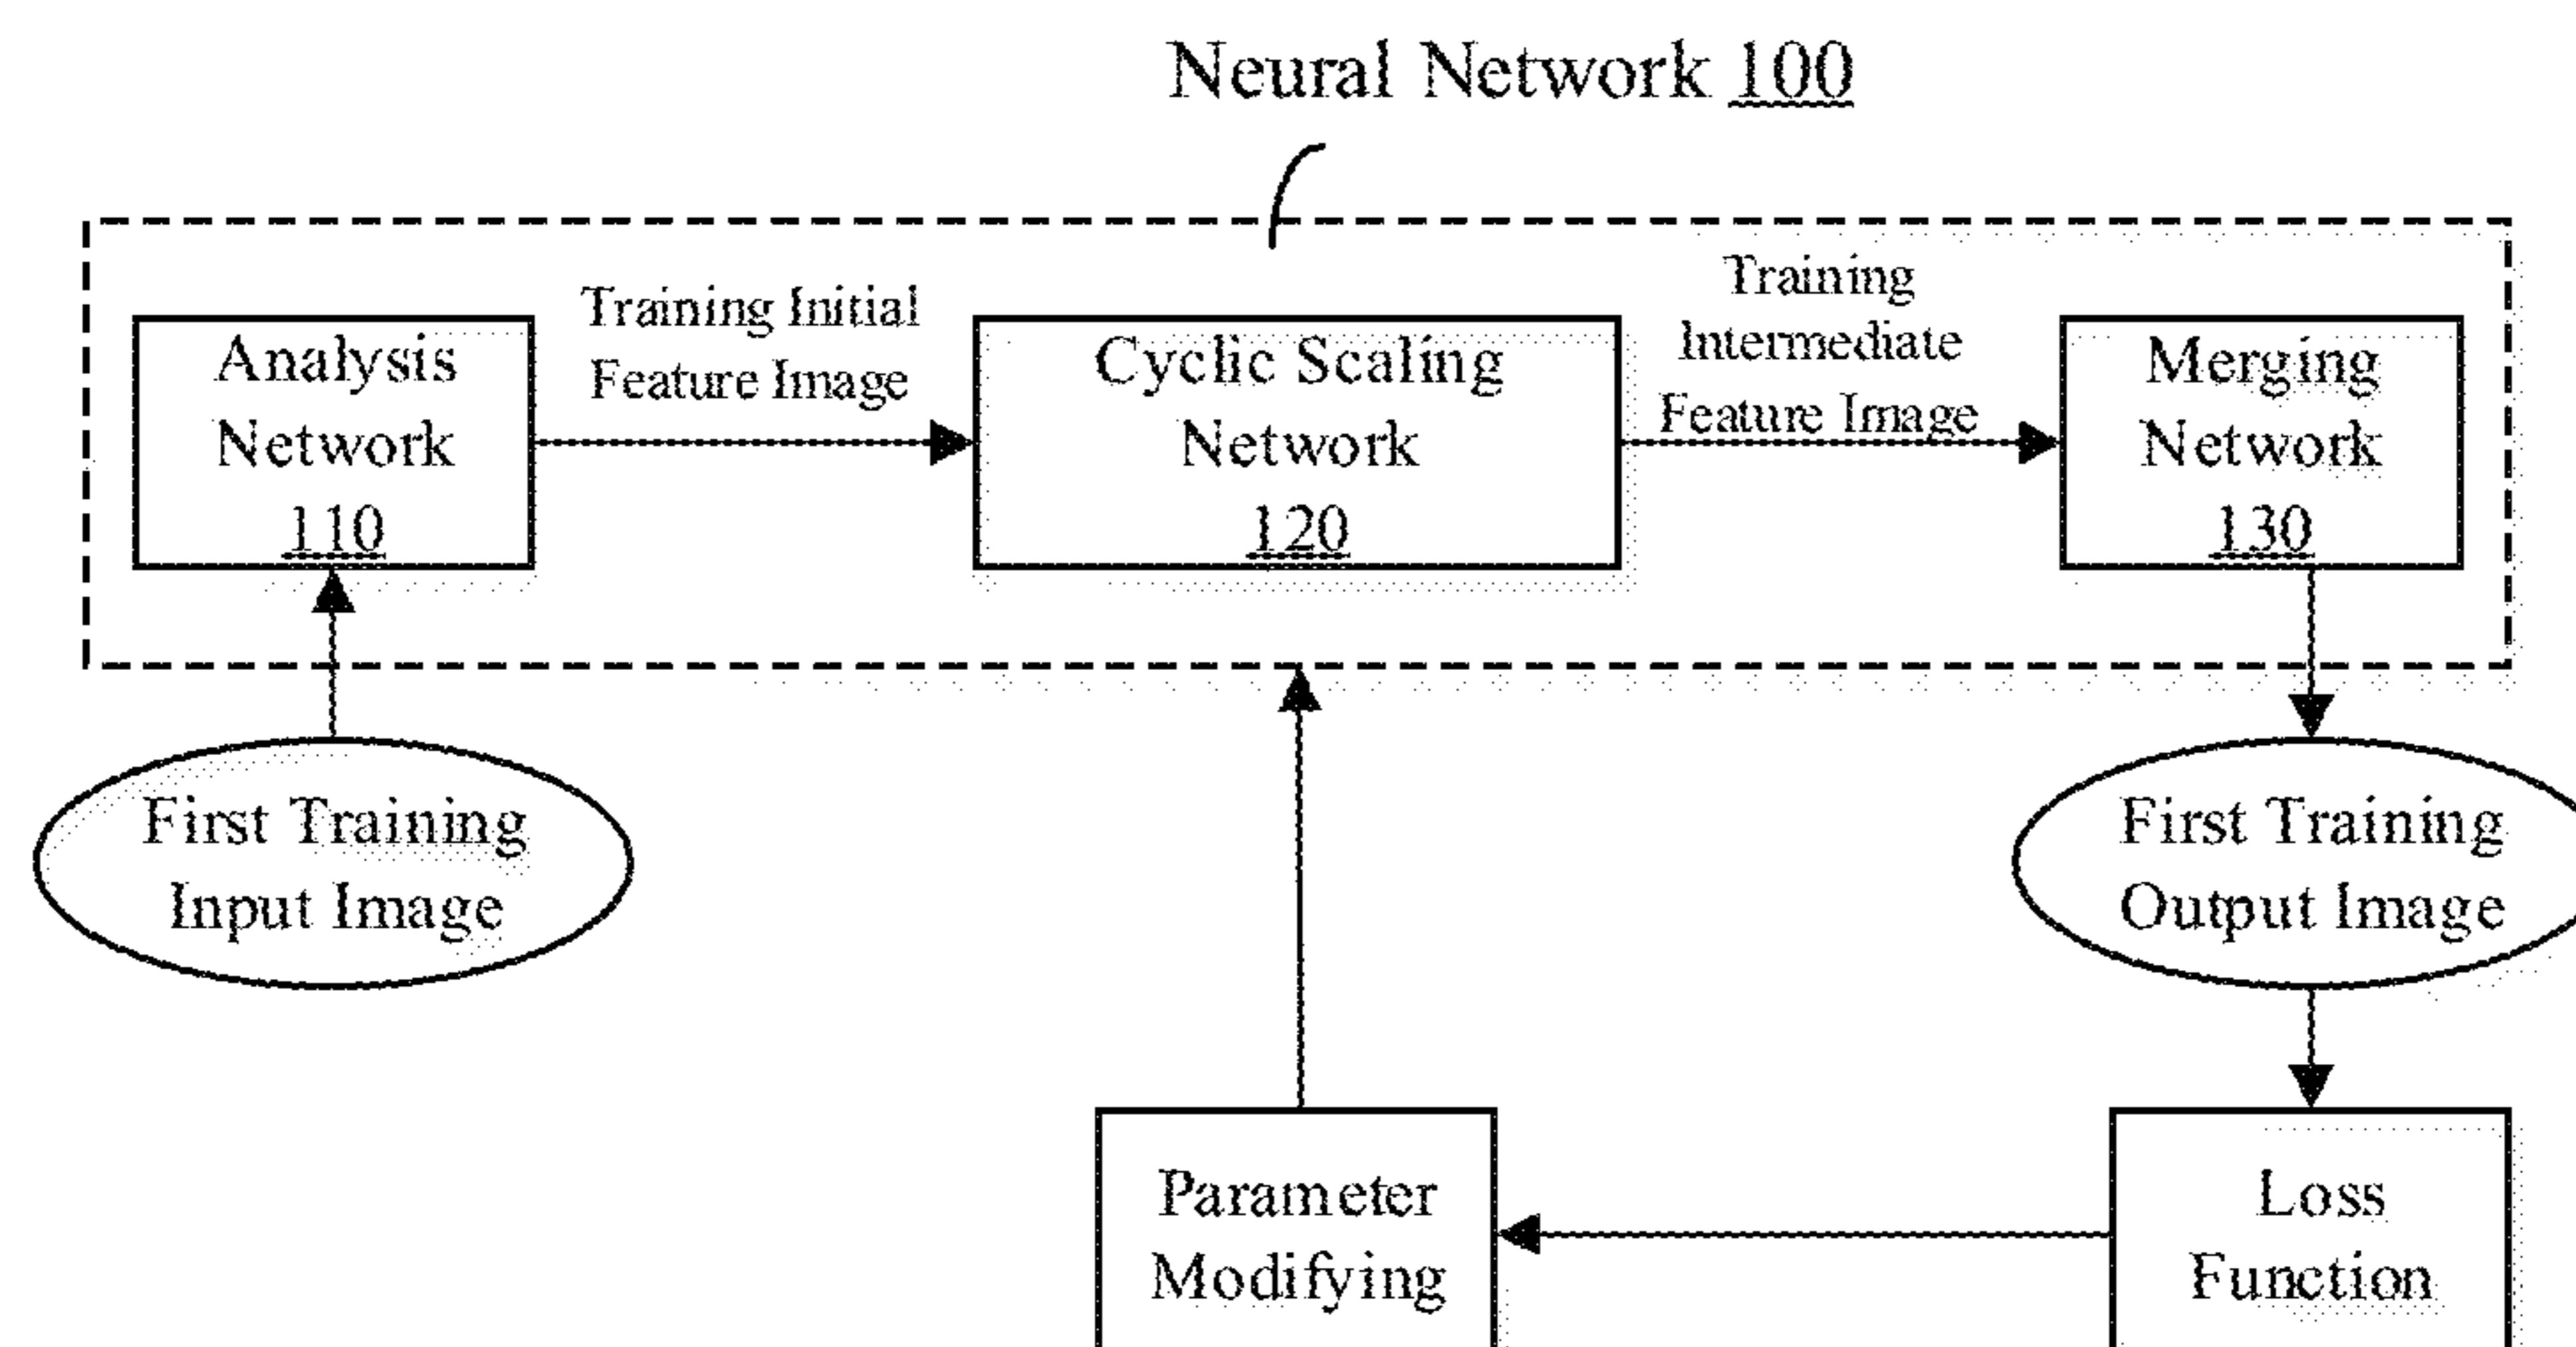 Neural Network 100
Training Initial
Feature Image
Training
Intermediate
Feature Image
Analysis
Network
110
Cyclic Scaling
Network
120
Merging
Network
130
First Training
Input Image
First Training
Output Image
Parameter
Modifying
Loss
Function